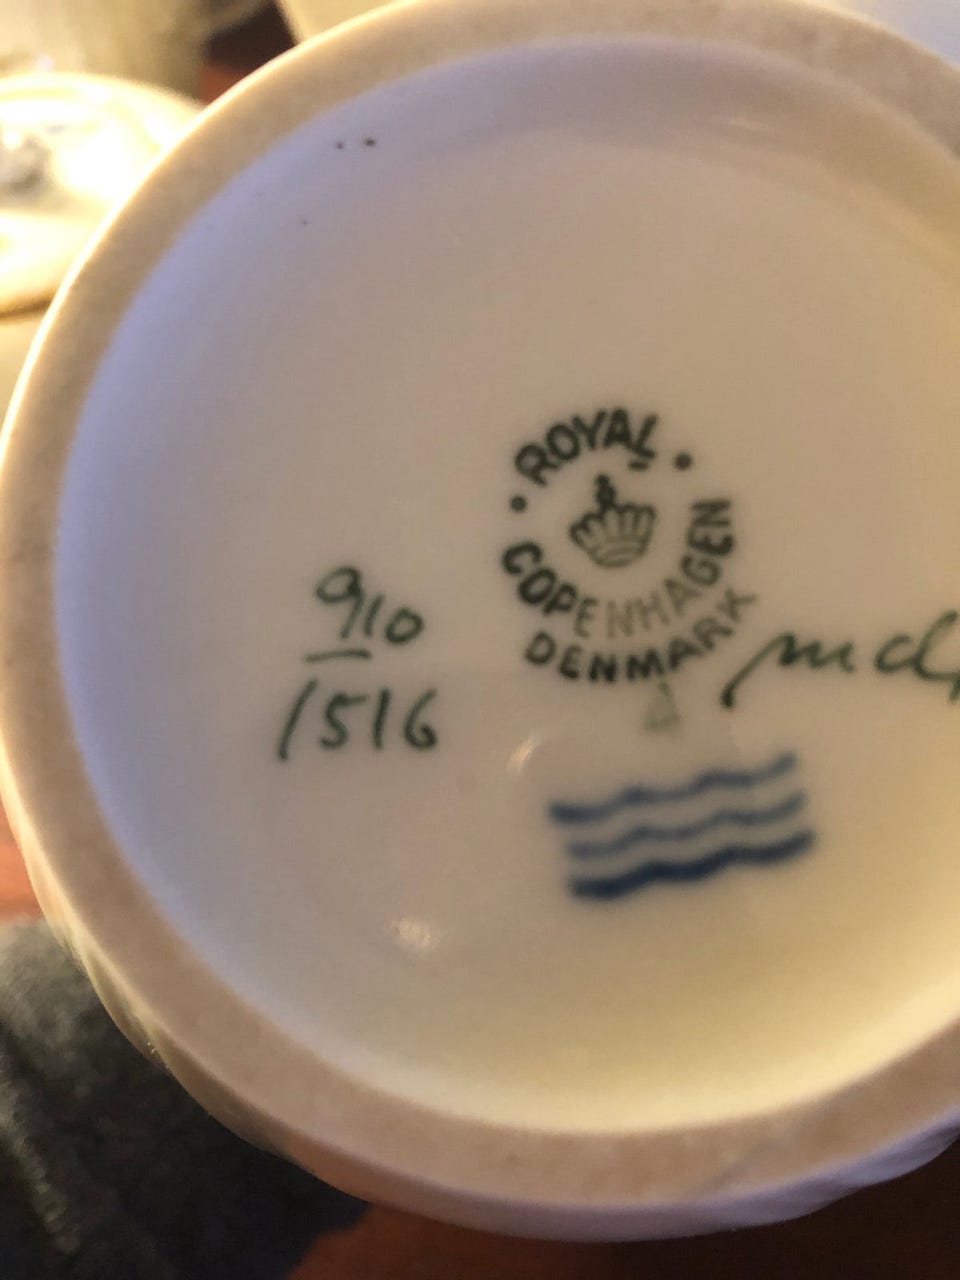 ROYAL
COPENHAGEN
DENMARK
910
1516